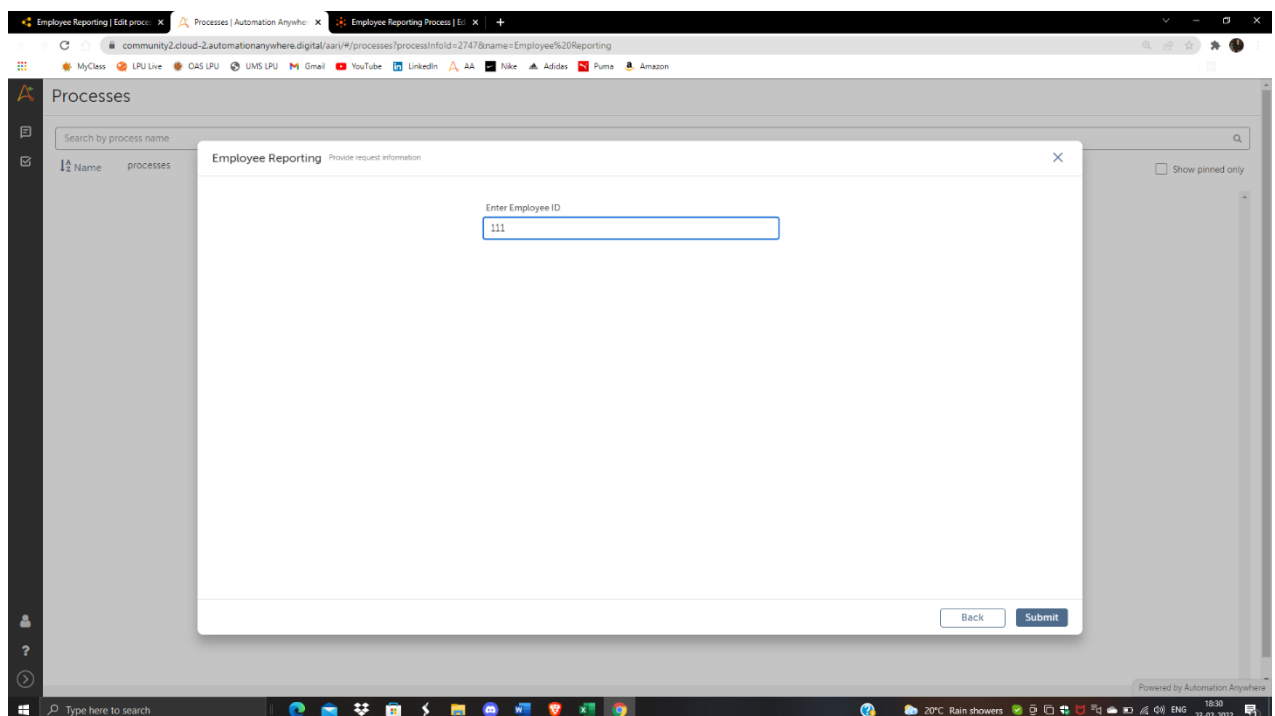 Employee Reporting | Edit proce
Processes | Automation Anywhe
Employee Reporting Process | Ed
community2.cloud-2.automationanywhere.digital/aari/#/processes?processInfoId=2747&name=Employee%20Reporting
MyClass LPU Live OAS LPU UMS LPU Gmail YouTube LinkedIn AA Nike Adidas Puma Amazon
Processes
Search by process name
Name processes
Show pinned only
Employee Reporting Provide request information
Enter Employee ID
111
Back Submit
Powered by Automation Anywhere
Type here to search
20°C Rain showers ENG 18:30